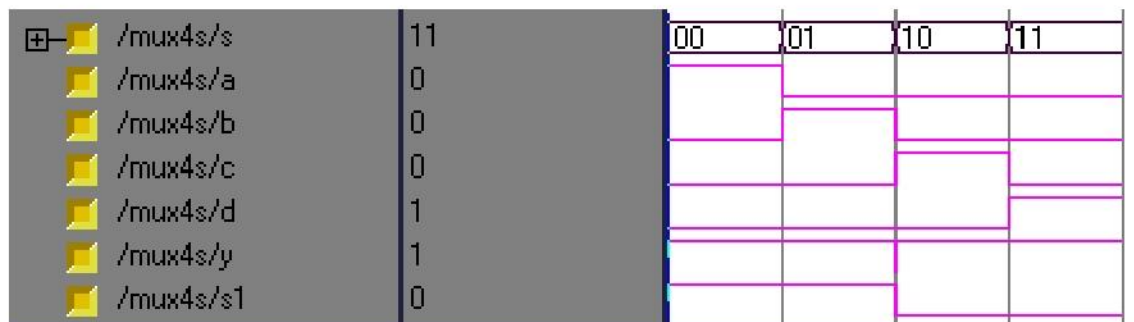 /mux4s/s 11 00 01 10 11
/mux4s/a 0
/mux4s/b 0
/mux4s/c 0
/mux4s/d 1
/mux4s/y 1
/mux4s/s1 0